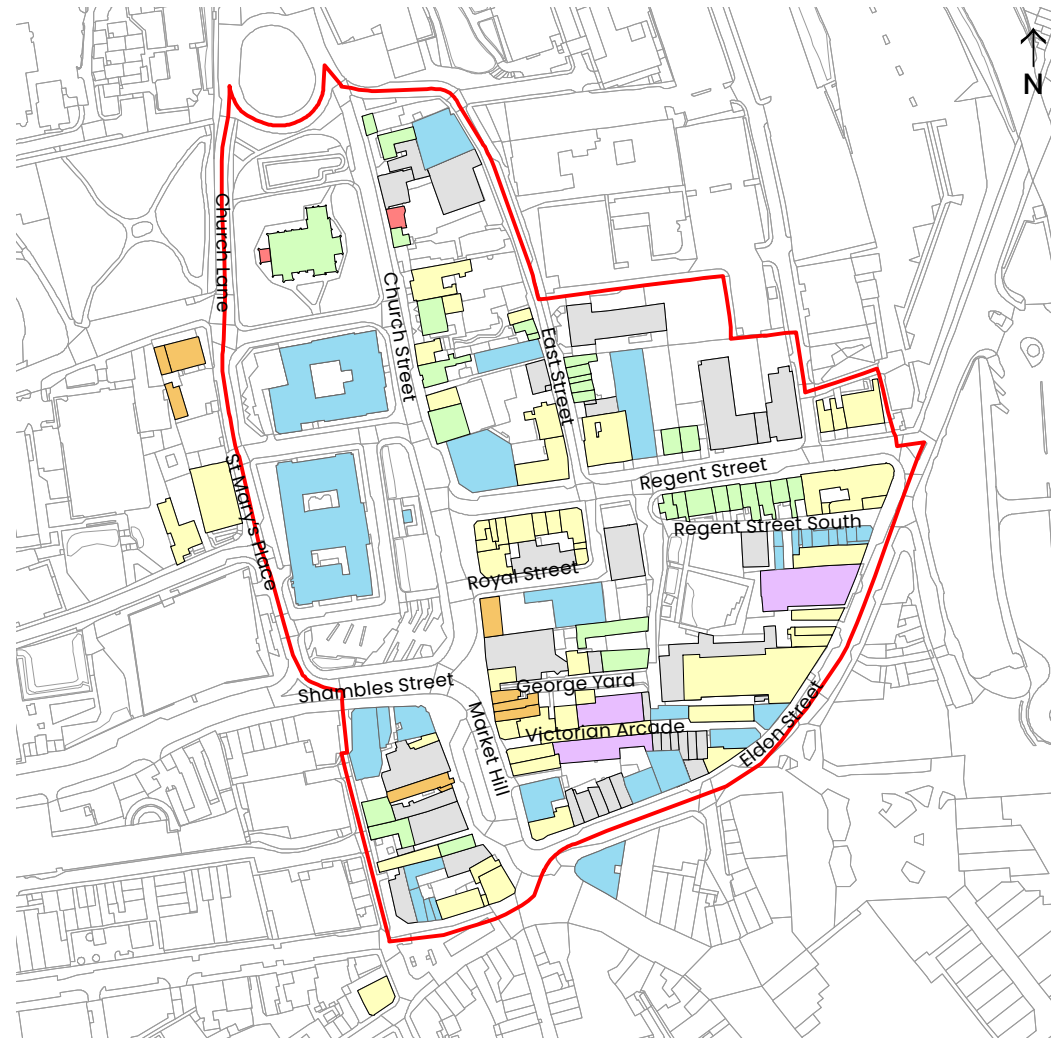 N
Church Lane
Church Street
East Street
Regent Street
St Mary's Place
Regent Street South
Royal Street
George Yard
Shambles Street
Market Hill
Victorian Arcade
Eldon Street